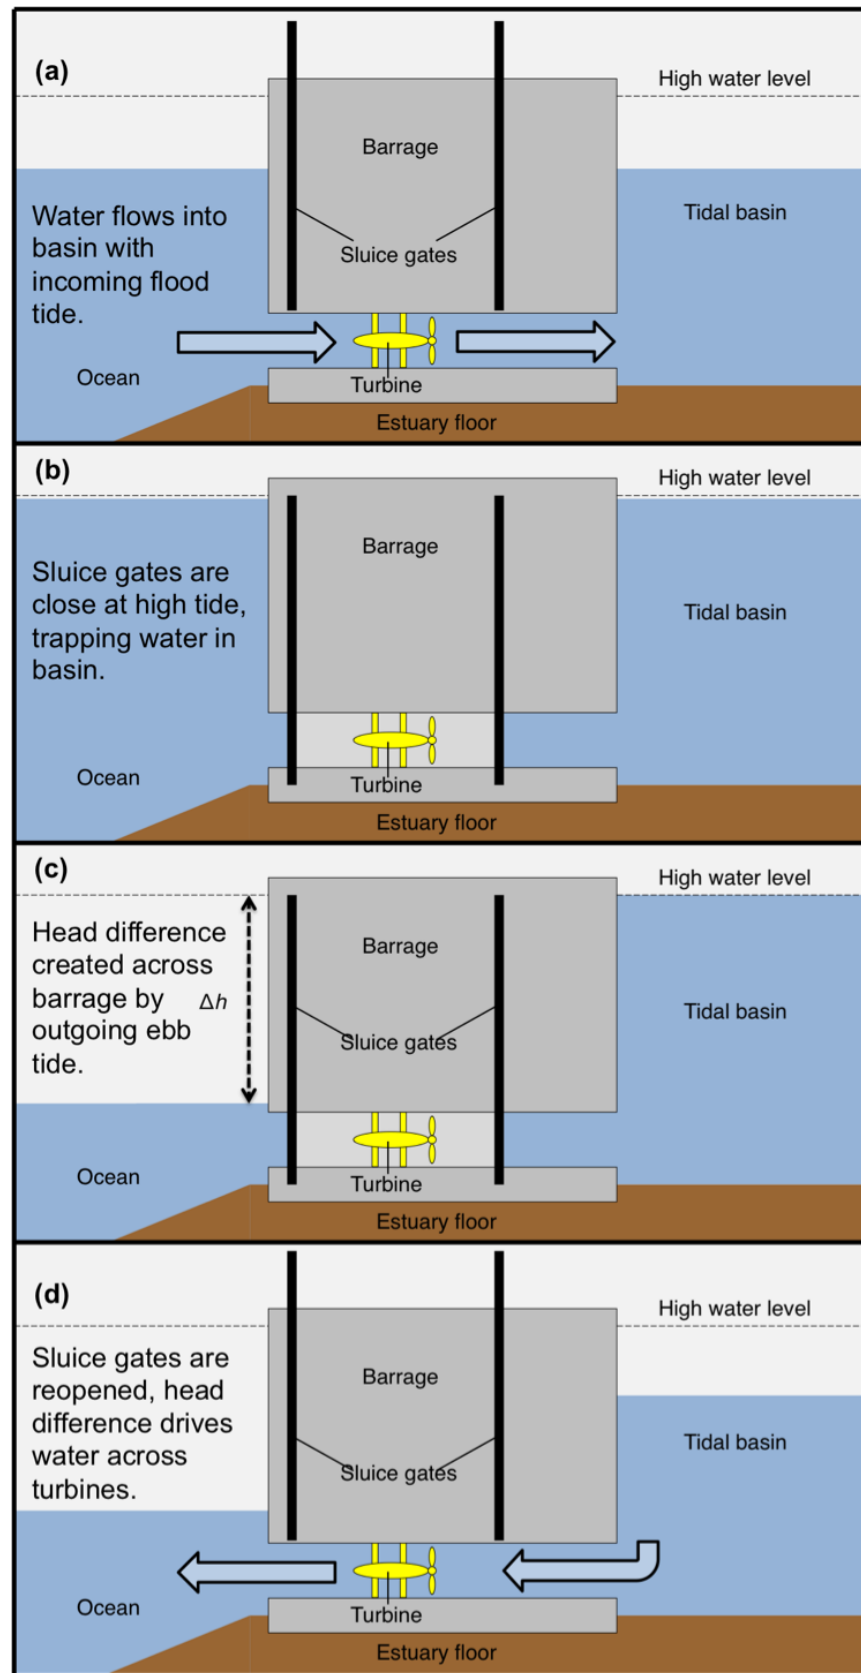 (a)
High water level
Barrage
Water flows into
basin with
incoming flood
tide.
Tidal basin
Sluice gates
Ocean
Turbine
Estuary floor
(b)
High water level
Barrage
Sluice gates are
close at high tide,
trapping water in
basin.
Tidal basin
Ocean
Turbine
Estuary floor
(c)
High water level
Head difference
created across
barrage by
outgoing ebb
tide.
Δh
Barrage
Tidal basin
Sluice gates
Ocean
Turbine
Estuary floor
(d)
High water level
Sluice gates are
reopened, head
difference drives
water across
turbines.
Barrage
Tidal basin
Sluice gates
Ocean
Turbine
Estuary floor